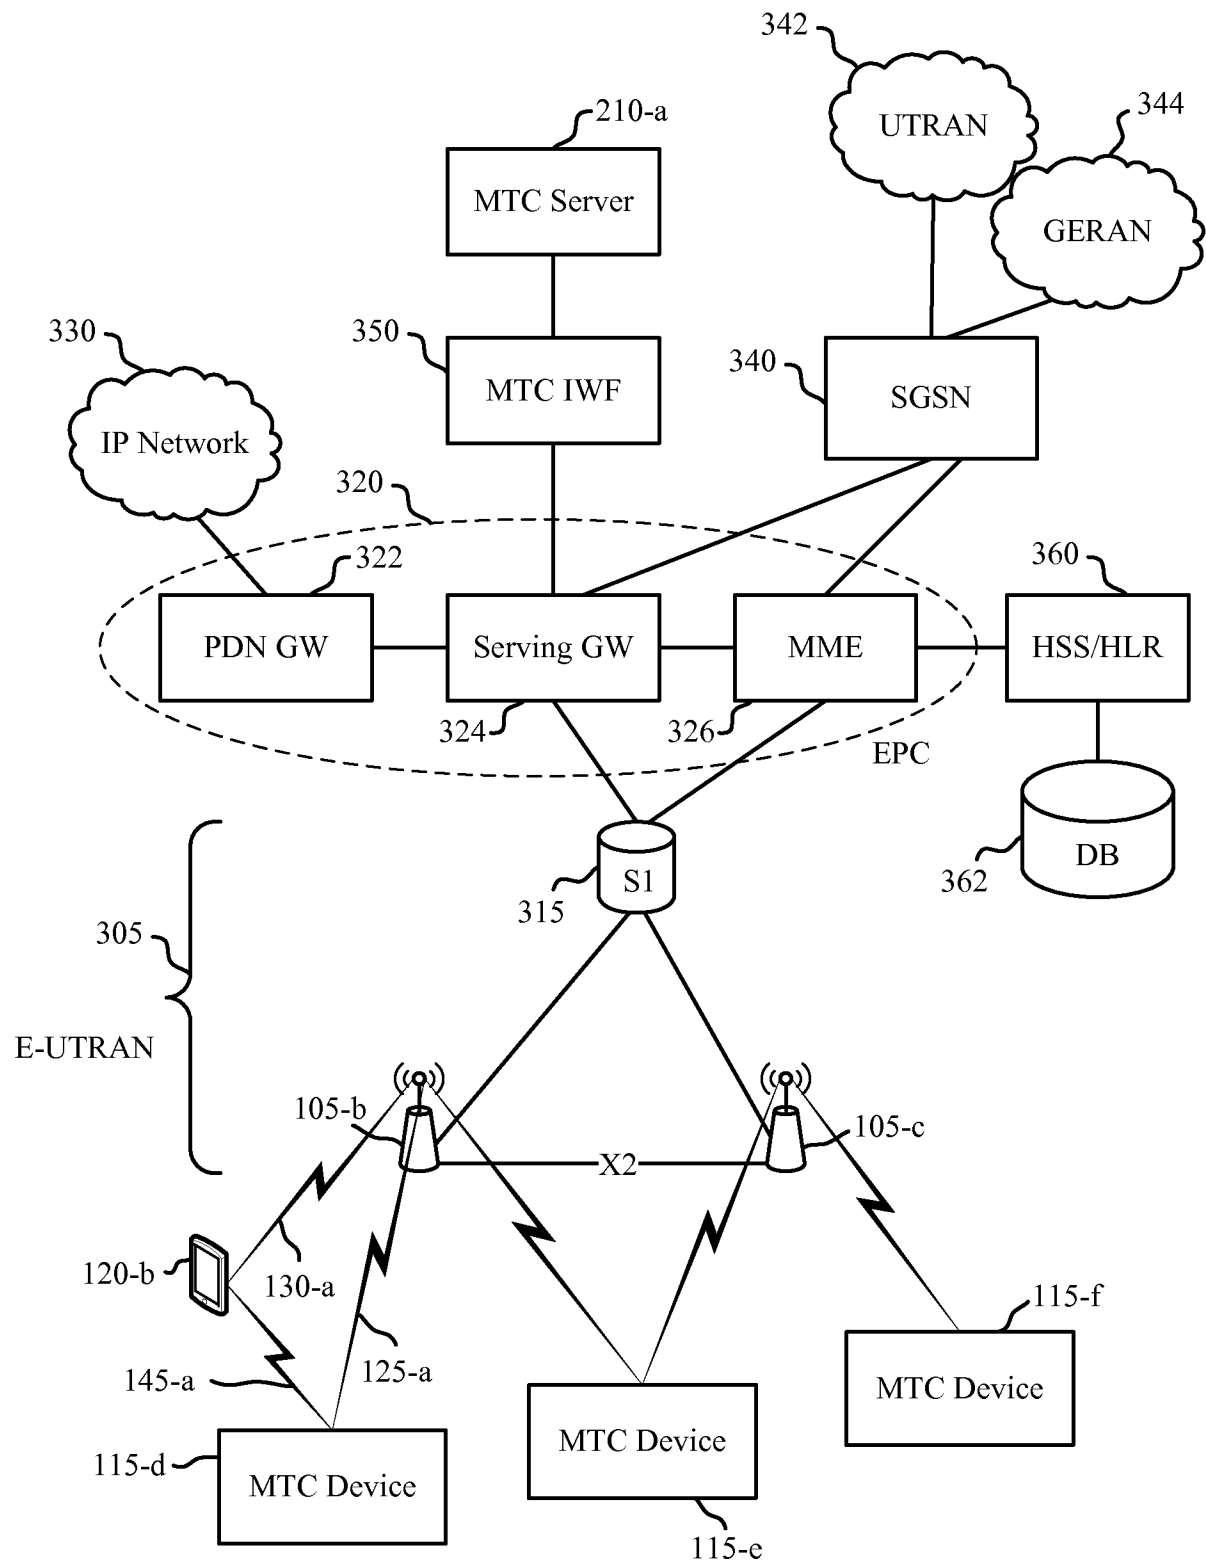 342
UTRAN
344
GERAN
210-a
MTC Server
330
IP Network
350
MTC IWF
340
SGSN
320
322
PDN GW
Serving GW
324
MME
326
EPC
360
HSS/HLR
DB
362
S1
315
305
E-UTRAN
105-b
105-c
X2
120-b
130-a
125-a
145-a
115-d
MTC Device
MTC Device
115-e
115-f
MTC Device